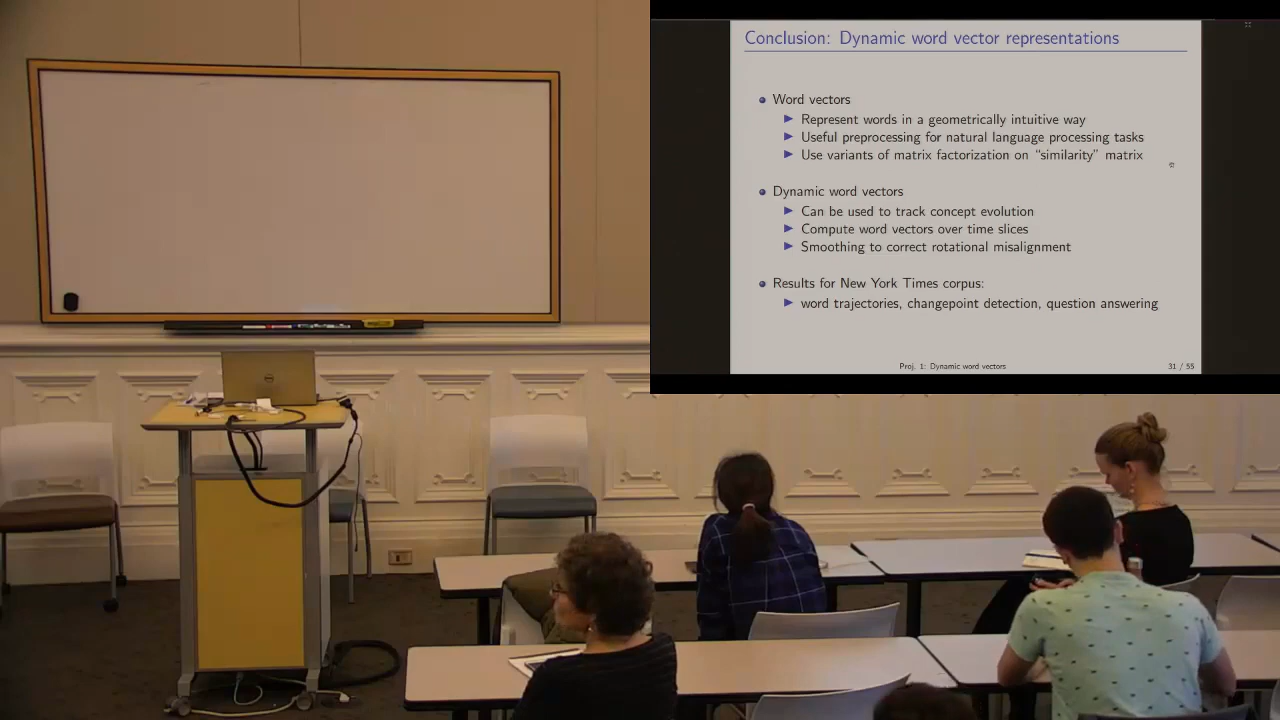 Conclusion: Dynamic word vector representations
Word vectors
Represent words in a geometrically intuitive way
Useful preprocessing for natural language processing tasks
Use variants of matrix factorization on “similarity” matrix
Dynamic word vectors
Can be used to track concept evolution
Compute word vectors over time slices
Smoothing to correct rotational misalignment
Results for New York Times corpus:
word trajectories, changepoint detection, question answering
Proj. 1: Dynamic word vectors
31 / 55